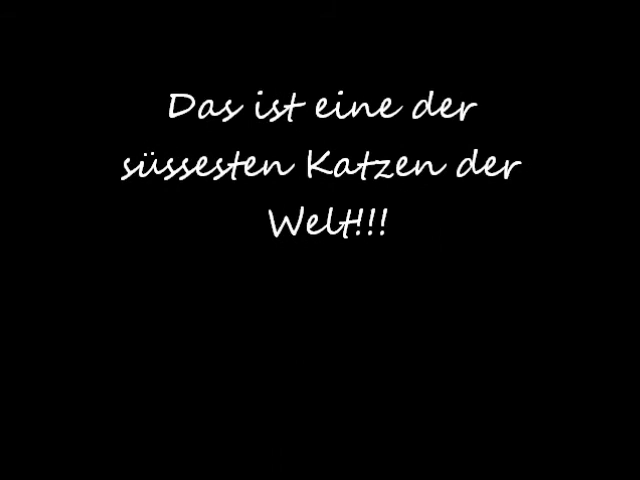 Das ist eine der
süssesten Katzen der
Welt!!!